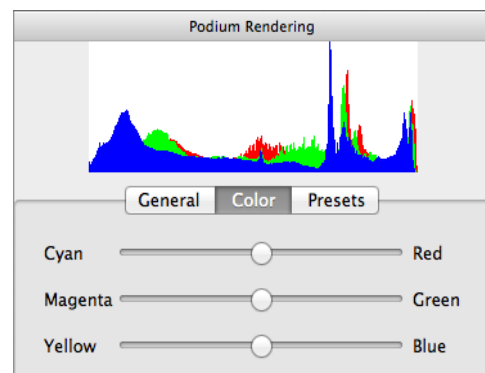 Podium Rendering
General Color Presets
Cyan Red
Magenta Green
Yellow Blue